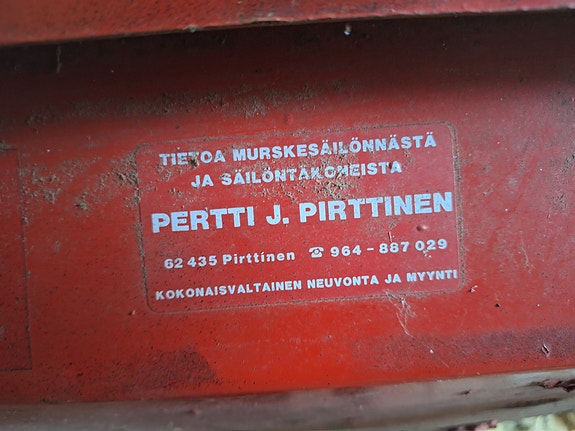 TIETOA MURSKESÄILÖNNÄSTÄ
JA SÄILÖNTÄKONEISTA
PERTTI J. PIRTTINEN
62 435 Pirttinen ☎ 964 - 887 029
KOKONAISVALTAINEN NEUVONTA JA MYYNTI